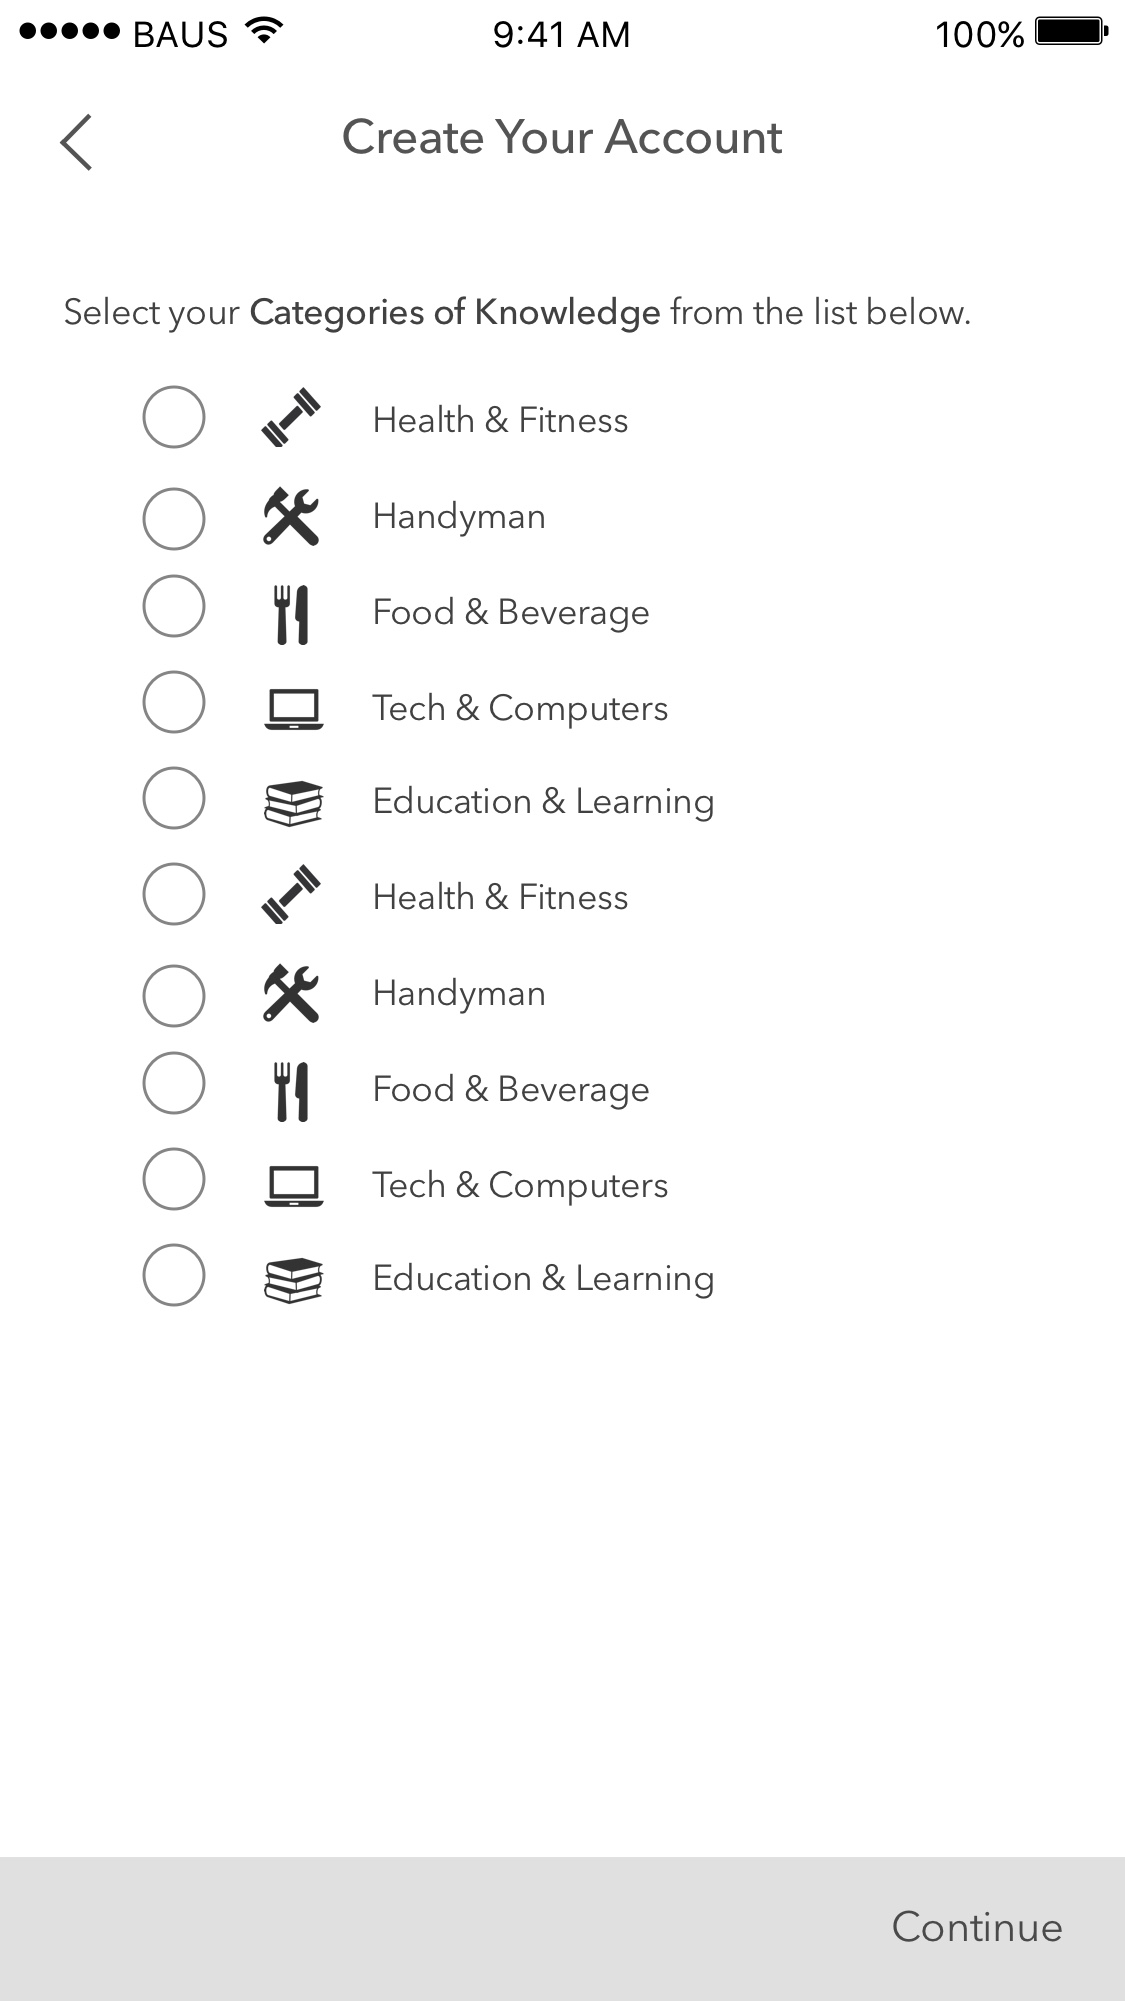 BAUS 9:41 AM 100%
Create Your Account
Select your Categories of Knowledge from the list below.
Health & Fitness
Handyman
Food & Beverage
Tech & Computers
Education & Learning
Health & Fitness
Handyman
Food & Beverage
Tech & Computers
Education & Learning
Continue